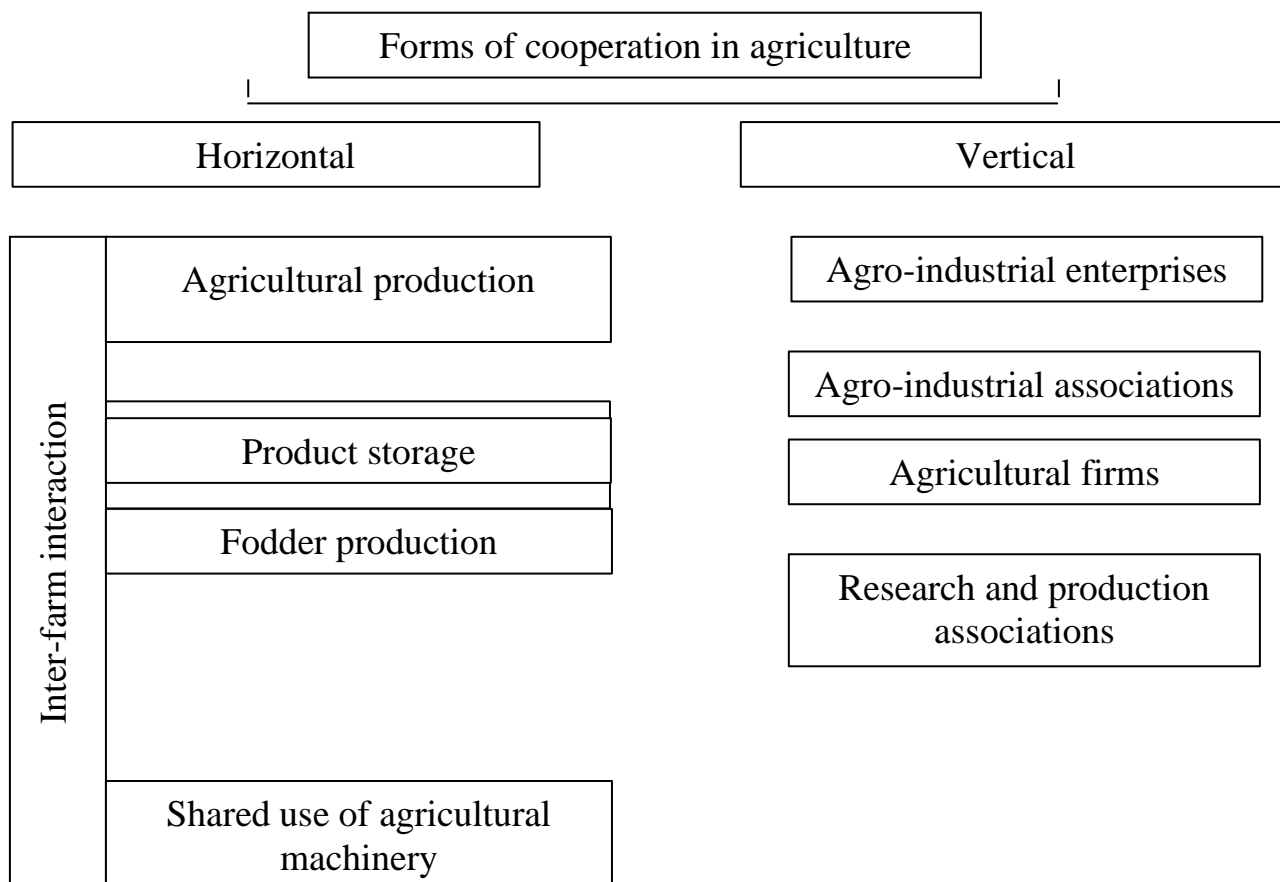 Forms of cooperation in agriculture
Horizontal
Vertical
Inter-farm interaction
Agricultural production
Product storage
Fodder production
Shared use of agricultural
machinery
Agro-industrial enterprises
Agro-industrial associations
Agricultural firms
Research and production
associations